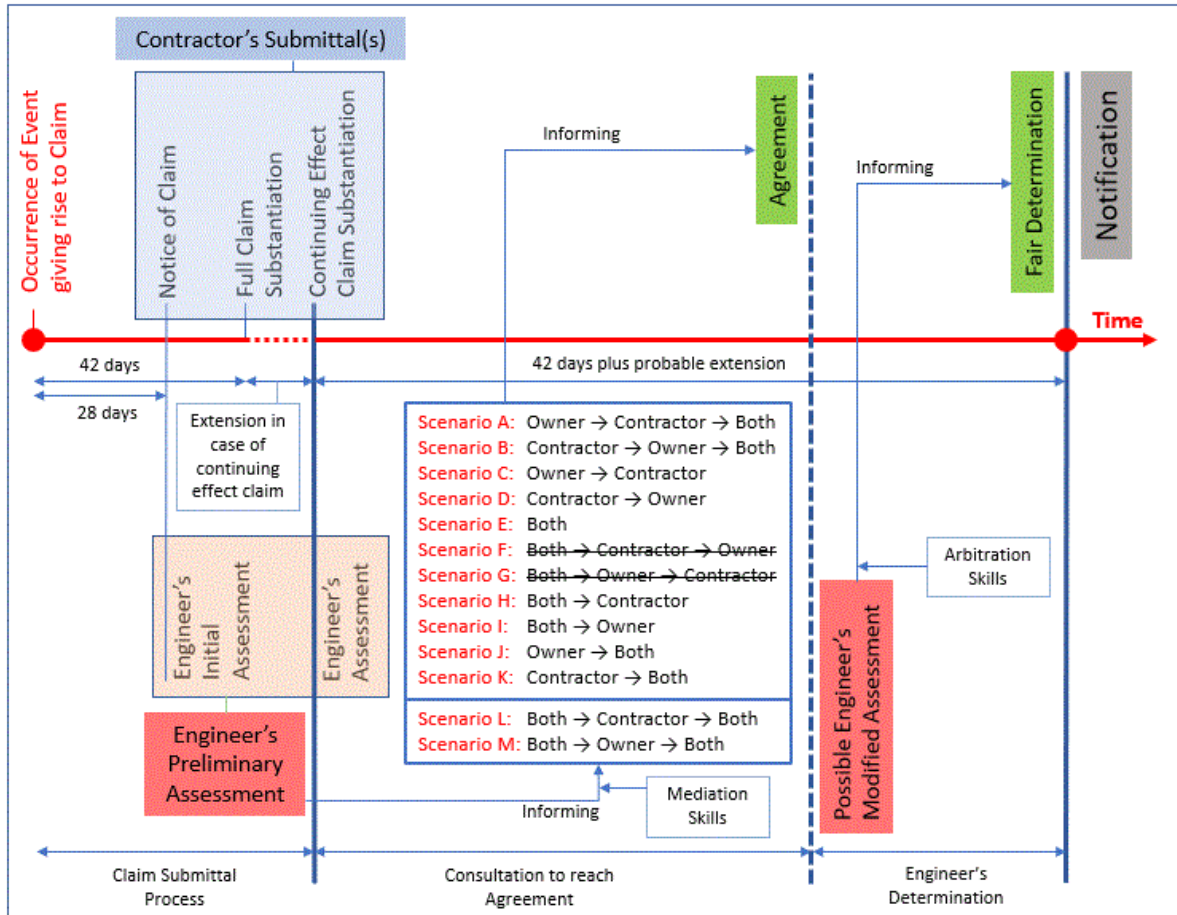 Contractor's Submittal(s)
Occurrence of Event
giving rise to Claim
Notice of Claim
Full Claim
Substantiation
Continuing Effect
Claim Substantiation
Informing
Agreement
Informing
Fair Determination
Notification
Time
42 days
28 days
42 days plus probable extension
Extension in
case of
continuing
effect claim
Scenario A: Owner → Contractor → Both
Scenario B: Contractor → Owner → Both
Scenario C: Owner → Contractor
Scenario D: Contractor → Owner
Scenario E: Both
Scenario F: Both → Contractor → Owner
Scenario G: Both → Owner → Contractor
Scenario H: Both → Contractor
Scenario I: Both → Owner
Scenario J: Owner → Both
Scenario K: Contractor → Both
Scenario L: Both → Contractor → Both
Scenario M: Both → Owner → Both
Engineer's
Initial
Assessment
Engineer's
Assessment
Engineer's
Preliminary
Assessment
Informing
Mediation
Skills
Arbitration
Skills
Possible Engineer's
Modified Assessment
Claim Submittal
Process
Consultation to reach
Agreement
Engineer's
Determination